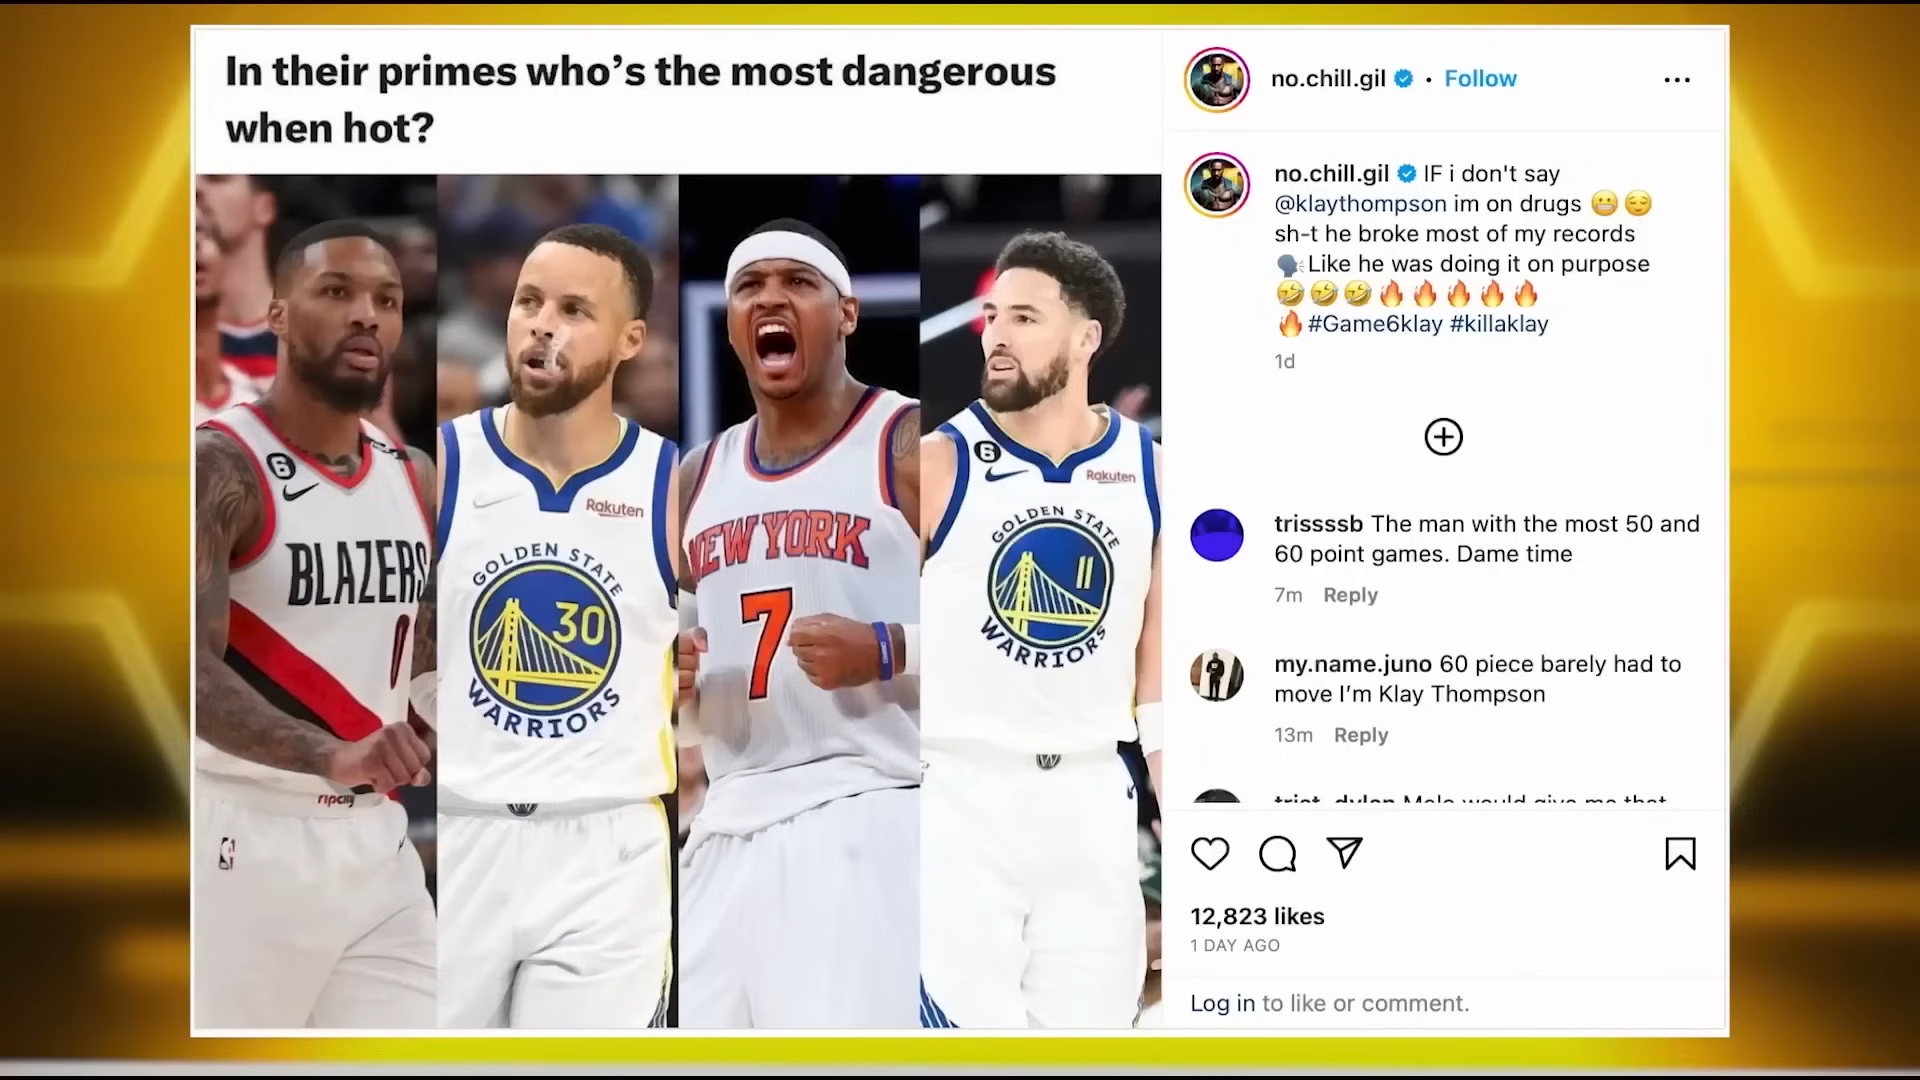 In their primes who's the most dangerous
when hot?
no.chill.gil • Follow
no.chill.gil IF i don't say
@klaythompson im on drugs 😬😌
sh-t he broke most of my records
🗣️Like he was doing it on purpose
🤣🤣🤣🔥🔥🔥🔥🔥
🔥#Game6klay #killaklay
1d
trissssb The man with the most 50 and
60 point games. Dame time
7m Reply
my.name.juno 60 piece barely had to
move I'm Klay Thompson
13m Reply
12,823 likes
1 DAY AGO
Log in to like or comment.
6
BLAZERS
0
ripcity
Rakuten
GOLDEN STATE
30
WARRIORS
NEW YORK
7
6
Rakuten
GOLDEN STATE
11
WARRIORS